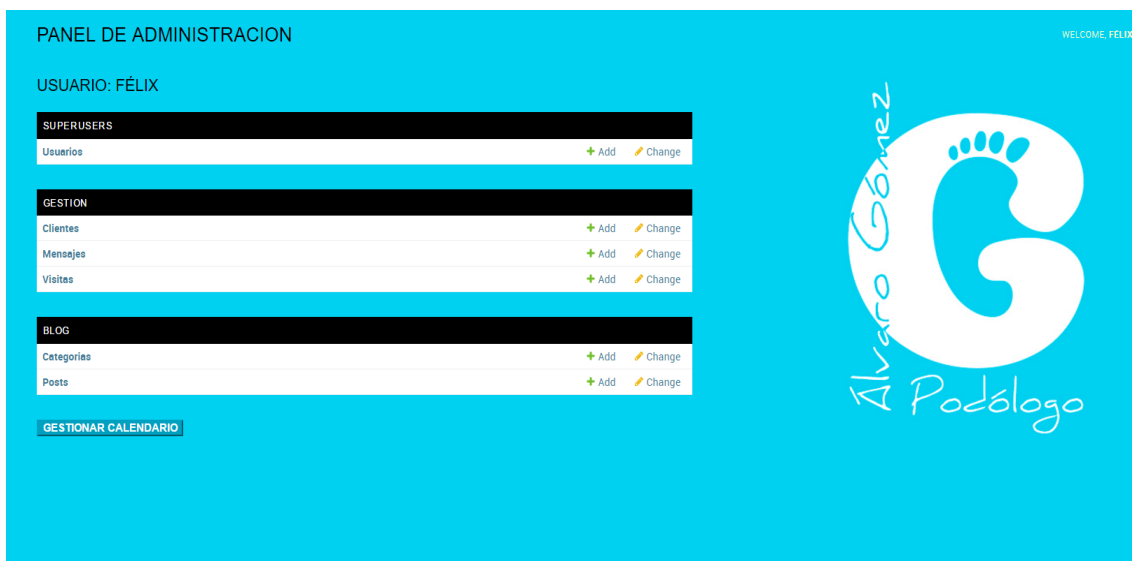 PANEL DE ADMINISTRACION
WELCOME, FÉLIX
USUARIO: FÉLIX
SUPERUSERS
Usuarios + Add Change
GESTION
Clientes + Add Change
Mensajes + Add Change
Visitas + Add Change
BLOG
Categorias + Add Change
Posts + Add Change
GESTIONAR CALENDARIO
Álvaro Gómez
G
Podólogo